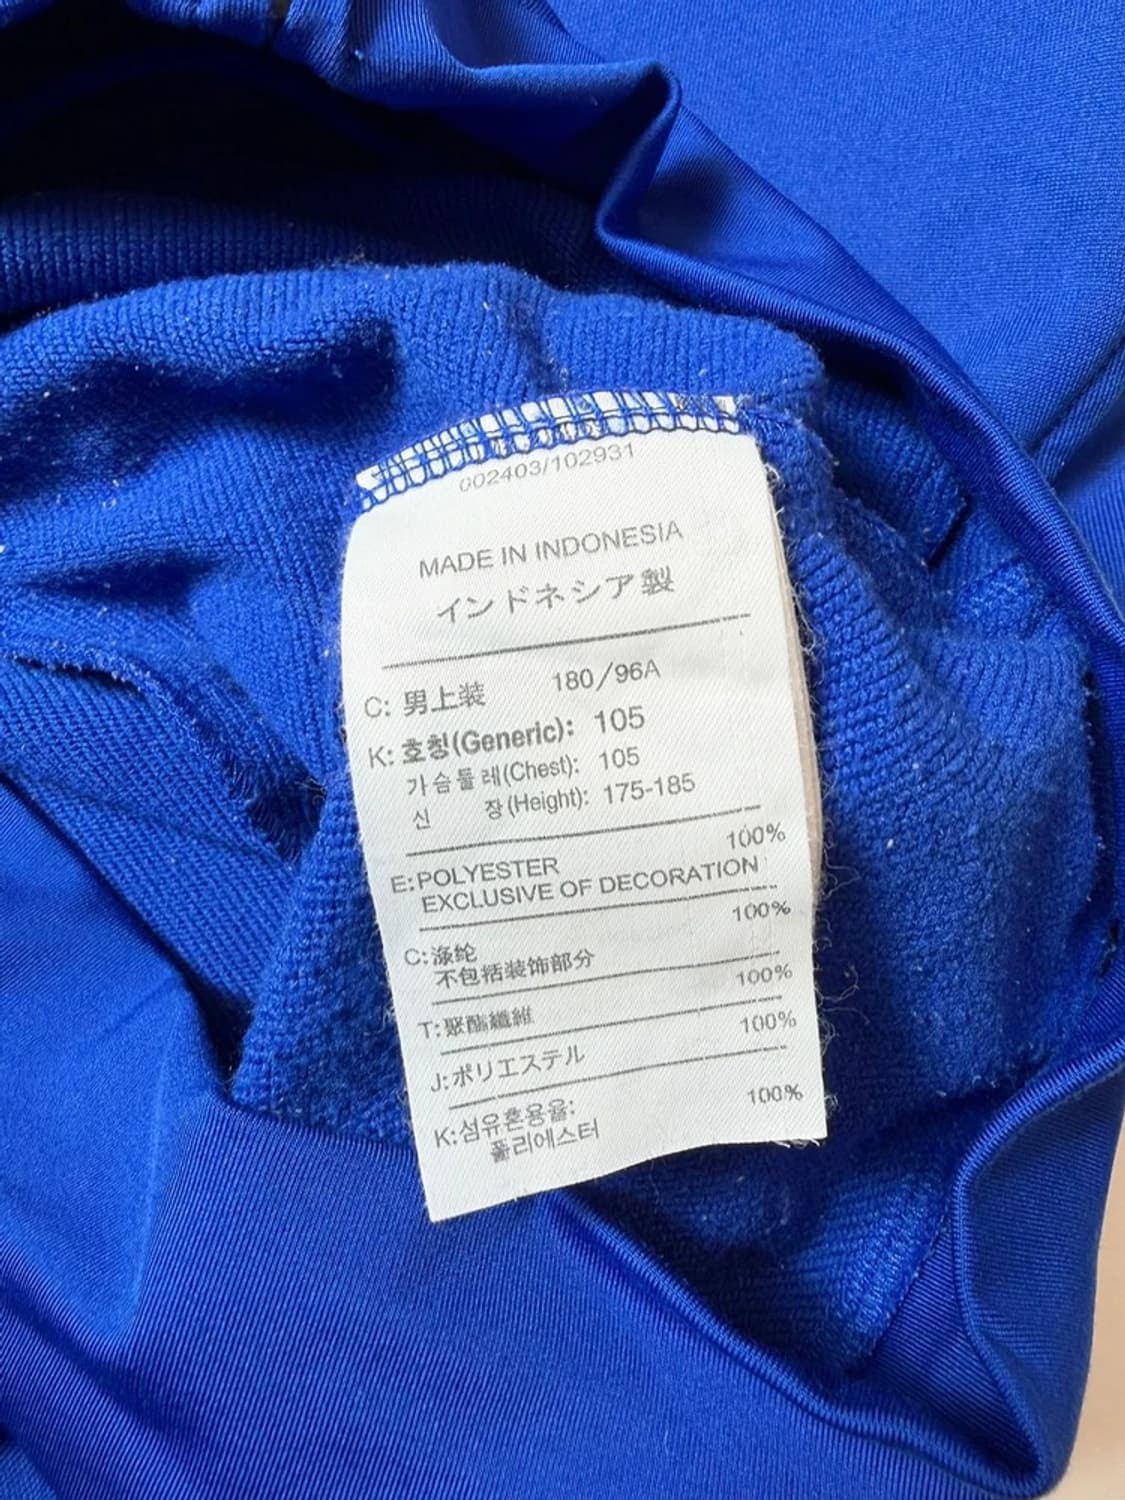 002403/102931
MADE IN INDONESIA
インドネシア製
C: 男上装 180/96A
K: 호칭(Generic): 105
가슴둘레(Chest): 105
신 장(Height): 175-185
100%
E: POLYESTER
EXCLUSIVE OF DECORATION
100%
C: 涤纶
不包括装饰部分
100%
T: 聚酯纖維
100%
J: ポリエステル
100%
K: 섬유혼용율:
폴리에스터